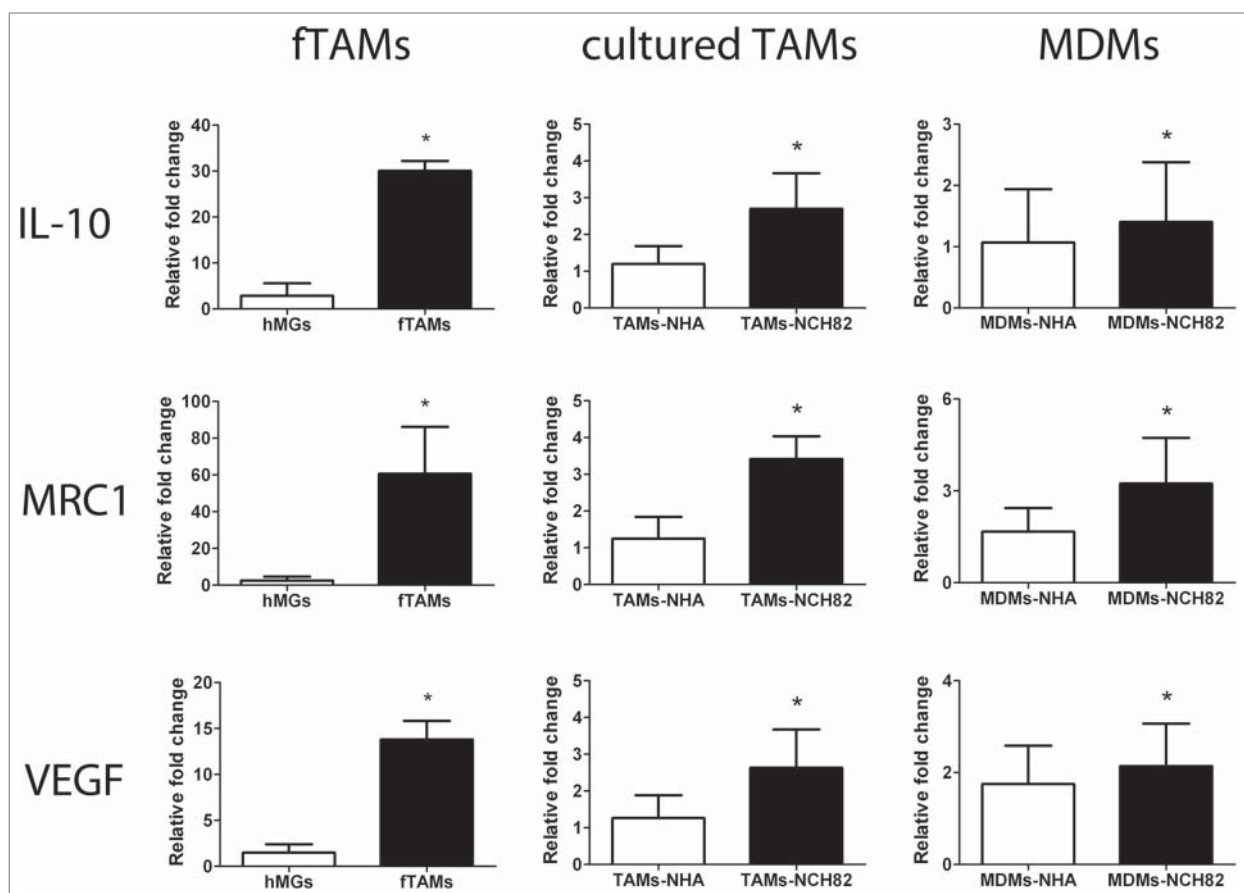 fTAMs cultured TAMs MDMs
IL-10
Relative fold change
40
30
20
10
0
*
hMGs fTAMs
Relative fold change
5
4
3
2
1
0
*
TAMs-NHA TAMs-NCH82
Relative fold change
3
2
1
0
*
MDMs-NHA MDMs-NCH82
MRC1
Relative fold change
100
80
60
40
20
0
*
hMGs fTAMs
Relative fold change
5
4
3
2
1
0
*
TAMs-NHA TAMs-NCH82
Relative fold change
6
3
0
*
MDMs-NHA MDMs-NCH82
VEGF
Relative fold change
20
15
10
5
0
*
hMGs fTAMs
Relative fold change
5
4
3
2
1
0
*
TAMs-NHA TAMs-NCH82
Relative fold change
4
2
0
*
MDMs-NHA MDMs-NCH82